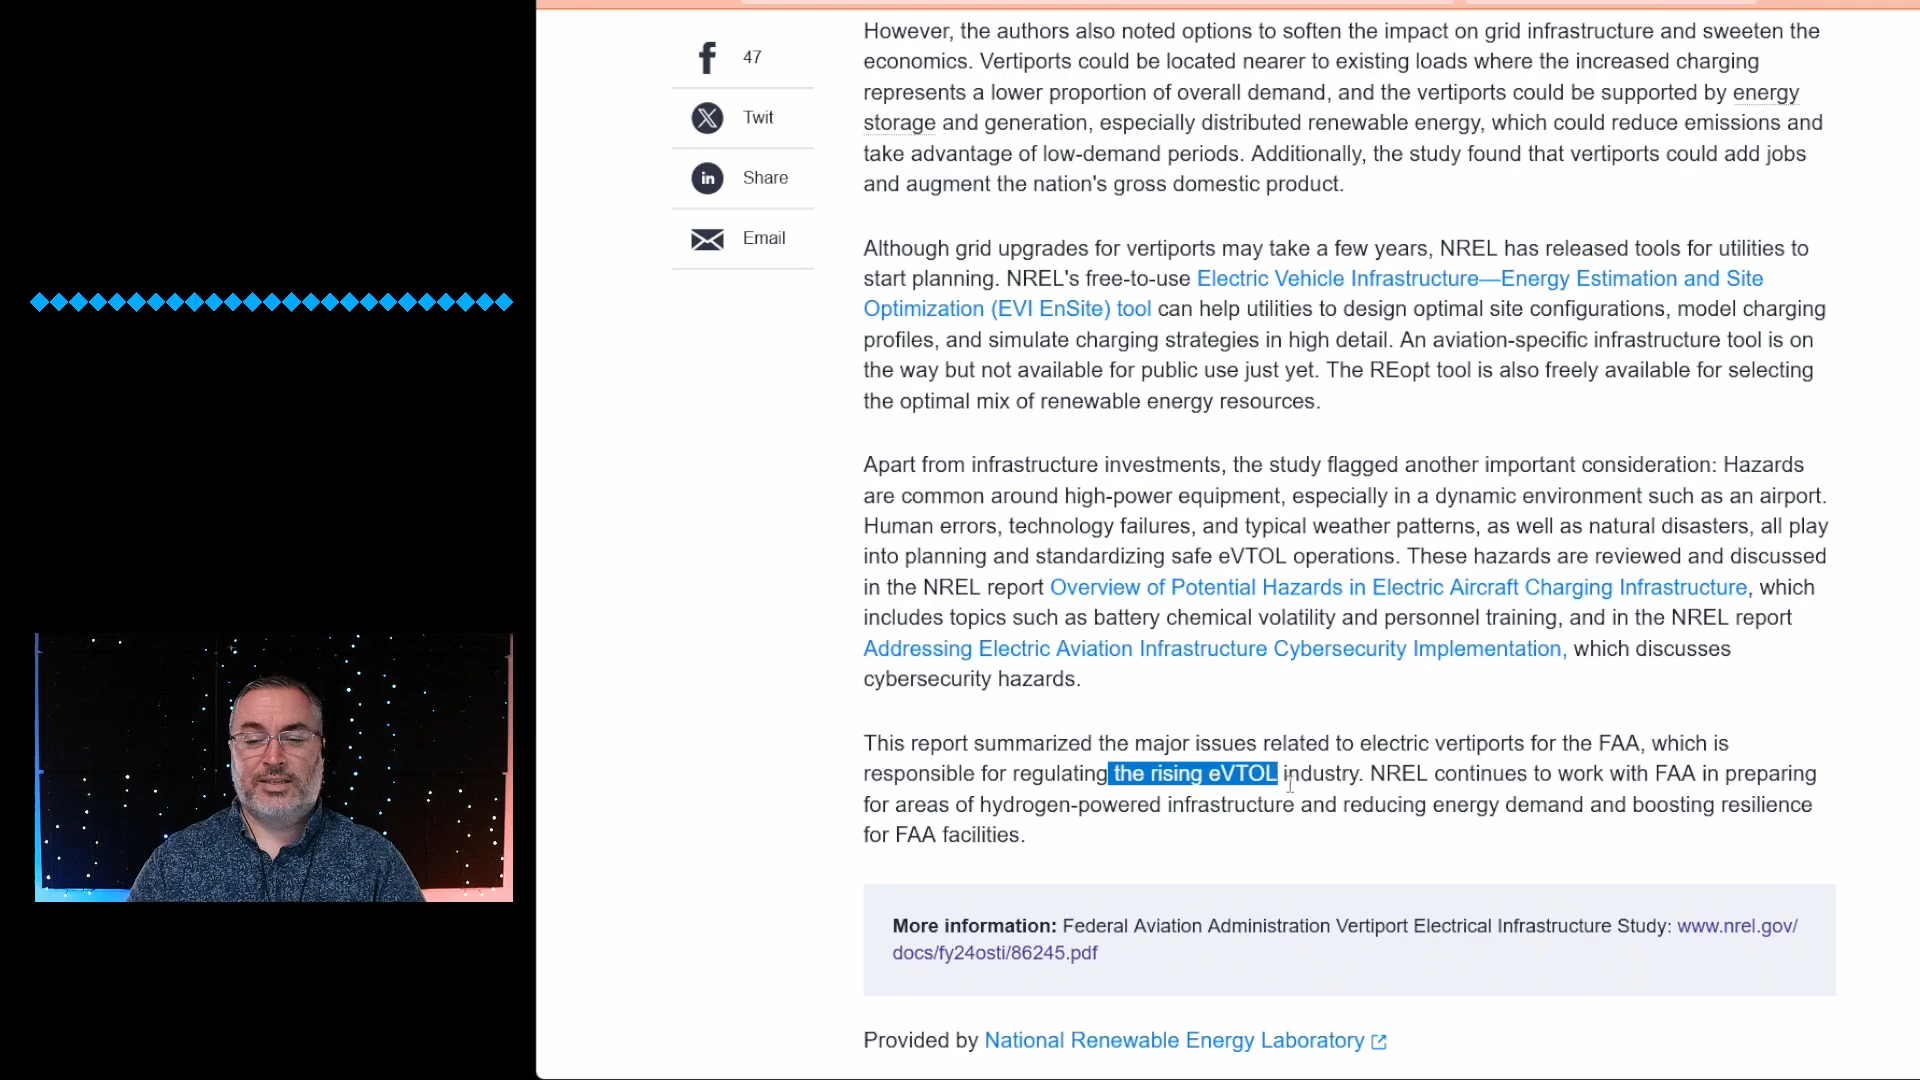 47
Twit
Share
Email
However, the authors also noted options to soften the impact on grid infrastructure and sweeten the
economics. Vertiports could be located nearer to existing loads where the increased charging
represents a lower proportion of overall demand, and the vertiports could be supported by energy
storage and generation, especially distributed renewable energy, which could reduce emissions and
take advantage of low-demand periods. Additionally, the study found that vertiports could add jobs
and augment the nation's gross domestic product.
Although grid upgrades for vertiports may take a few years, NREL has released tools for utilities to
start planning. NREL's free-to-use Electric Vehicle Infrastructure—Energy Estimation and Site
Optimization (EVI EnSite) tool can help utilities to design optimal site configurations, model charging
profiles, and simulate charging strategies in high detail. An aviation-specific infrastructure tool is on
the way but not available for public use just yet. The REopt tool is also freely available for selecting
the optimal mix of renewable energy resources.
Apart from infrastructure investments, the study flagged another important consideration: Hazards
are common around high-power equipment, especially in a dynamic environment such as an airport.
Human errors, technology failures, and typical weather patterns, as well as natural disasters, all play
into planning and standardizing safe eVTOL operations. These hazards are reviewed and discussed
in the NREL report Overview of Potential Hazards in Electric Aircraft Charging Infrastructure, which
includes topics such as battery chemical volatility and personnel training, and in the NREL report
Addressing Electric Aviation Infrastructure Cybersecurity Implementation, which discusses
cybersecurity hazards.
This report summarized the major issues related to electric vertiports for the FAA, which is
responsible for regulating the rising eVTOL industry. NREL continues to work with FAA in preparing
for areas of hydrogen-powered infrastructure and reducing energy demand and boosting resilience
for FAA facilities.
More information: Federal Aviation Administration Vertiport Electrical Infrastructure Study: www.nrel.gov/
docs/fy24osti/86245.pdf
Provided by National Renewable Energy Laboratory